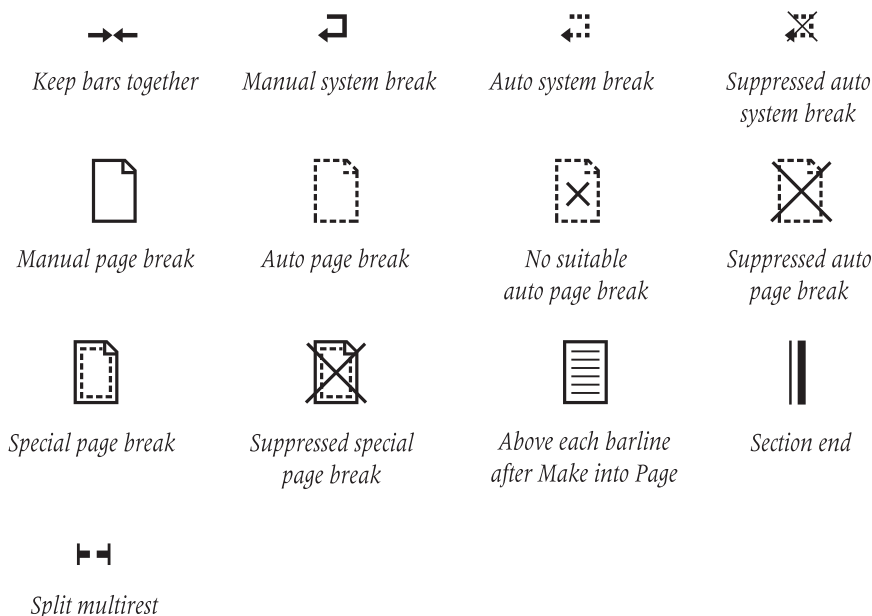 Keep bars together
Manual system break
Auto system break
Suppressed auto
system break
Manual page break
Auto page break
No suitable
auto page break
Suppressed auto
page break
Special page break
Suppressed special
page break
Above each barline
after Make into Page
Section end
Split multirest